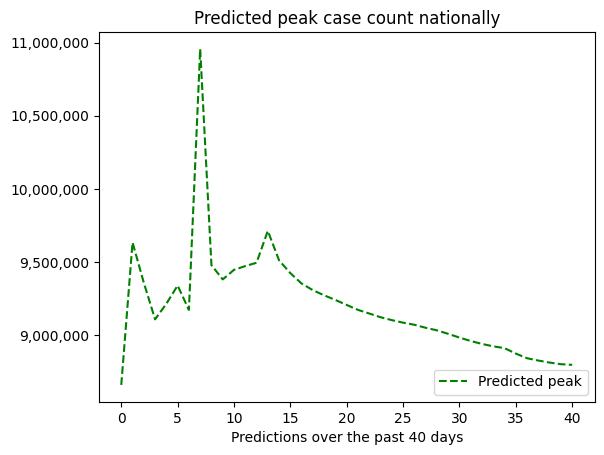 Predicted peak case count nationally
11,000,000
10,500,000
10,000,000
9,500,000
9,000,000
Predicted peak
0 5 10 15 20 25 30 35 40
Predictions over the past 40 days